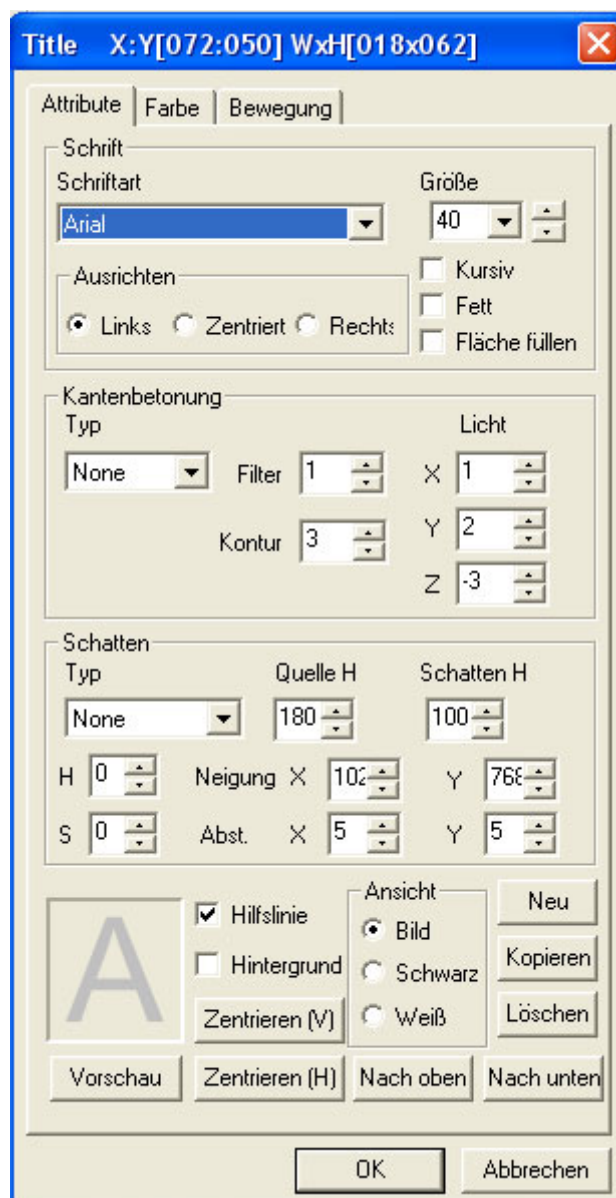 Title X:Y[072:050] WxH[018x062]
Attribute Farbe Bewegung
Schrift
Schriftart Größe
Arial 40
Ausrichten Kursiv
Links Zentriert Rechts Fett
Fläche füllen
Kantenbetonung
Typ Licht
None Filter 1 X 1
Kontur 3 Y 2
Z -3
Schatten
Typ Quelle H Schatten H
None 180 100
H 0 Neigung X 102 Y 768
S 0 Abst. X 5 Y 5
A
Hilfslinie Ansicht Neu
Bild
Hintergrund Schwarz Kopieren
Zentrieren (V) Weiß Löschen
Vorschau Zentrieren (H) Nach oben Nach unten
OK Abbrechen